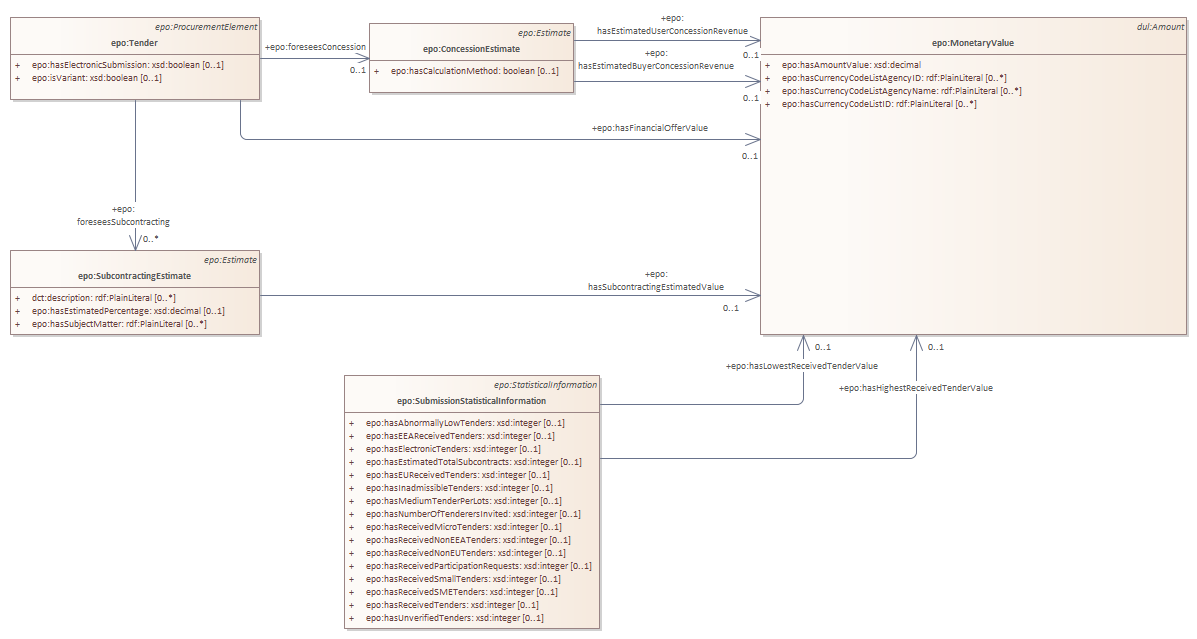 epo:ProcurementElement
epo:Tender
+ epo:hasElectronicSubmission: xsd:boolean [0..1]
+ epo:isVariant: xsd:boolean [0..1]
+epo:foreseesConcession
0..1
epo:Estimate
epo:ConcessionEstimate
+ epo:hasCalculationMethod: boolean [0..1]
+epo:
hasEstimatedUserConcessionRevenue
0..1
+epo:
hasEstimatedBuyerConcessionRevenue
0..1
dul:Amount
epo:MonetaryValue
+ epo:hasAmountValue: xsd:decimal
+ epo:hasCurrencyCodeListAgencyID: rdf:PlainLiteral [0..*]
+ epo:hasCurrencyCodeListAgencyName: rdf:PlainLiteral [0..*]
+ epo:hasCurrencyCodeListID: rdf:PlainLiteral [0..*]
+epo:hasFinancialOfferValue
0..1
+epo:
foreseesSubcontracting
0..*
epo:Estimate
epo:SubcontractingEstimate
+ dct:description: rdf:PlainLiteral [0..*]
+ epo:hasEstimatedPercentage: xsd:decimal [0..1]
+ epo:hasSubjectMatter: rdf:PlainLiteral [0..*]
+epo:
hasSubcontractingEstimatedValue
0..1
0..1
+epo:hasLowestReceivedTenderValue
0..1
+epo:hasHighestReceivedTenderValue
epo:StatisticalInformation
epo:SubmissionStatisticalInformation
+ epo:hasAbnormallyLowTenders: xsd:integer [0..1]
+ epo:hasEEAReceivedTenders: xsd:integer [0..1]
+ epo:hasElectronicTenders: xsd:integer [0..1]
+ epo:hasEstimatedTotalSubcontracts: xsd:integer [0..1]
+ epo:hasEUReceivedTenders: xsd:integer [0..1]
+ epo:hasInadmissibleTenders: xsd:integer [0..1]
+ epo:hasMediumTenderPerLots: xsd:integer [0..1]
+ epo:hasNumberOfTenderersInvited: xsd:integer [0..1]
+ epo:hasReceivedMicroTenders: xsd:integer [0..1]
+ epo:hasReceivedNonEEATenders: xsd:integer [0..1]
+ epo:hasReceivedNonEUTenders: xsd:integer [0..1]
+ epo:hasReceivedParticipationRequests: xsd:integer [0..1]
+ epo:hasReceivedSmallTenders: xsd:integer [0..1]
+ epo:hasReceivedSMETenders: xsd:integer [0..1]
+ epo:hasReceivedTenders: xsd:integer [0..1]
+ epo:hasUnverifiedTenders: xsd:integer [0..1]